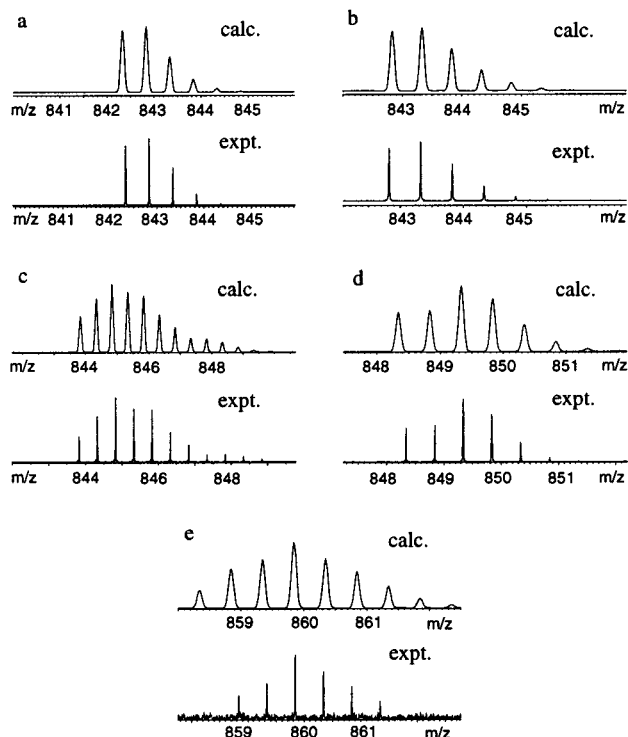 a
calc.
m/z 841 842 843 844 845
expt.
m/z 841 842 843 844 845
b
calc.
843 844 845 m/z
expt.
843 844 845 m/z
c
calc.
844 846 848 m/z
expt.
844 846 848 m/z
d
calc.
848 849 850 851 m/z
expt.
848 849 850 851 m/z
e
calc.
859 860 861 m/z
expt.
859 860 861 m/z